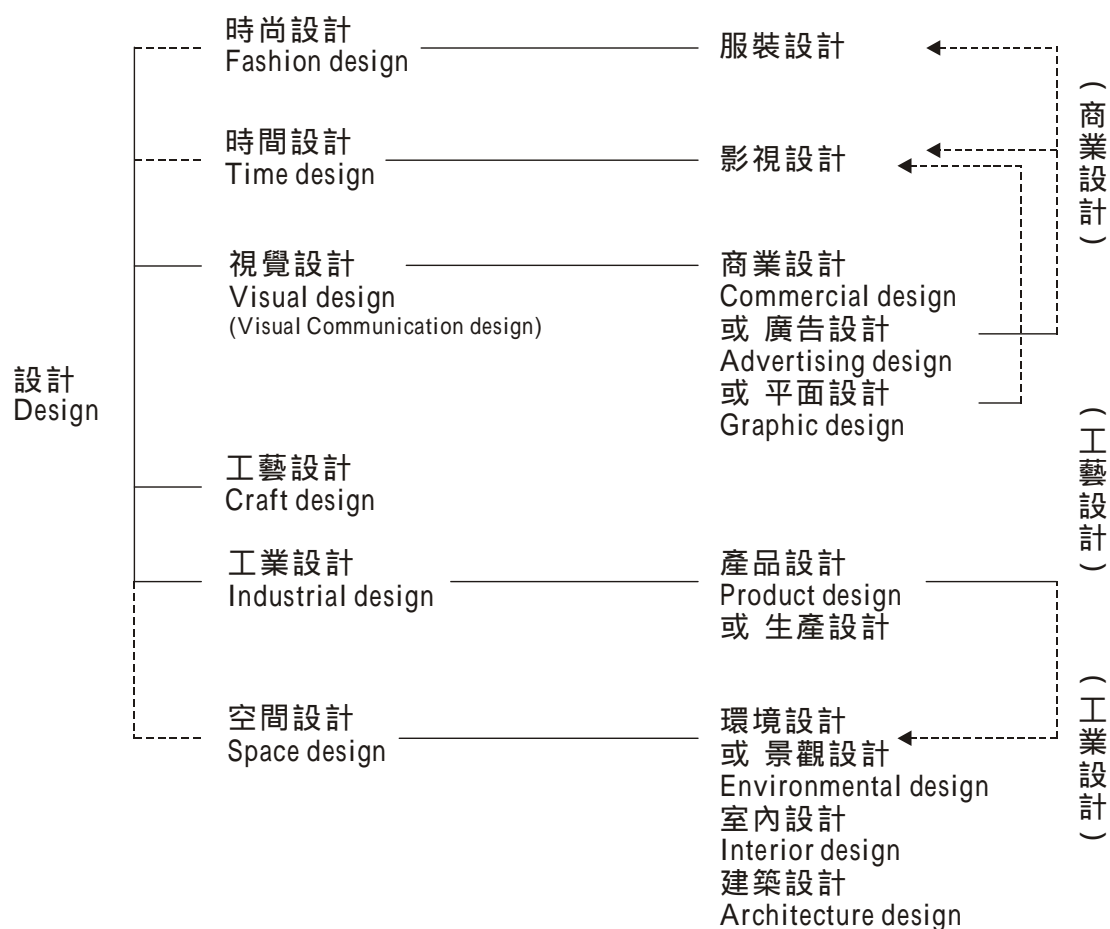 時尚設計
Fashion design
服裝設計
時間設計
Time design
影視設計
視覺設計
Visual design
(Visual Communication design)
商業設計
Commercial design
或 廣告設計
Advertising design
或 平面設計
Graphic design
設計
Design
工藝設計
Craft design
工業設計
Industrial design
產品設計
Product design
或 生產設計
空間設計
Space design
環境設計
或 景觀設計
Environmental design
室內設計
Interior design
建築設計
Architecture design
(商業設計)
(工藝設計)
(工業設計)